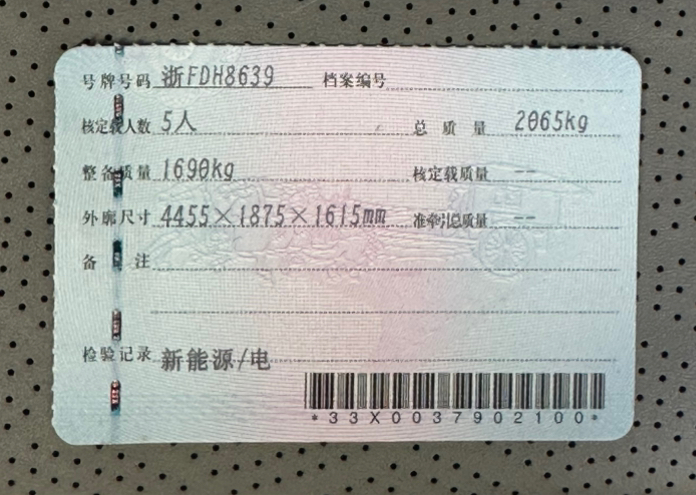 号牌号码 浙FDH8639 档案编号
核定载人数 5人 总质量 2065kg
整备质量 1690kg 核定载质量 --
外廓尺寸 4455×1875×1615mm 准牵引总质量 --
备注
检验记录 新能源/电
*33X0037902100*